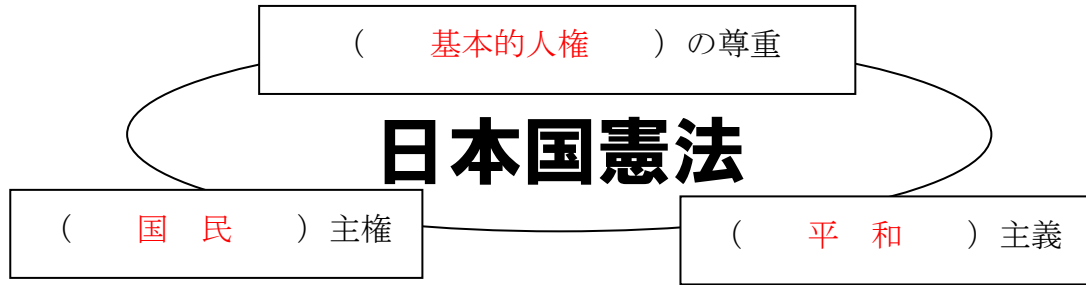 （　　基本的人権　　）の尊重
日本国憲法
（　　国　民　　）主権
（　　平　和　　）主義